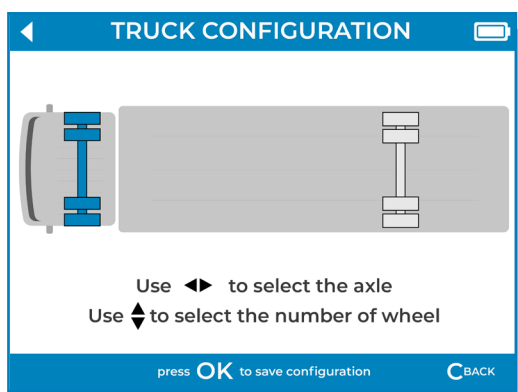 TRUCK CONFIGURATION
Use ◀▶ to select the axle
Use ▲▼ to select the number of wheel
press OK to save configuration CBACK